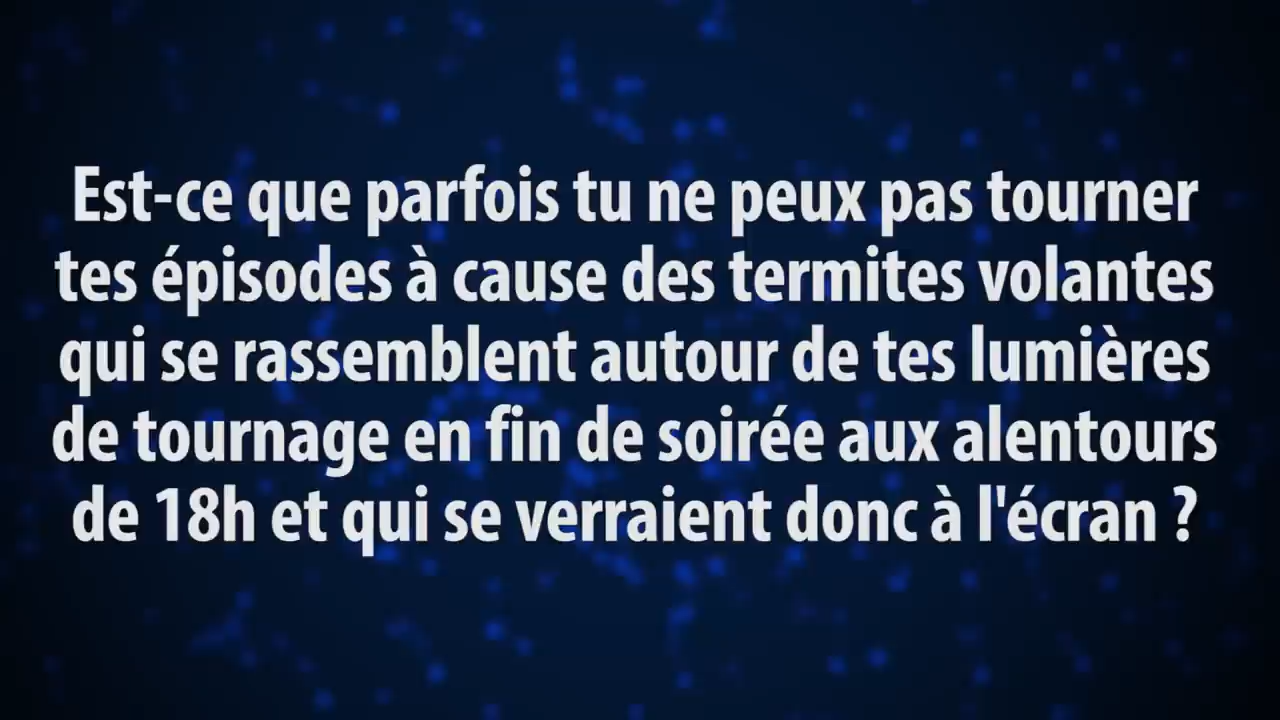 Est-ce que parfois tu ne peux pas tourner
tes épisodes à cause des termites volantes
qui se rassemblent autour de tes lumières
de tournage en fin de soirée aux alentours
de 18h et qui se verraient donc à l'écran ?